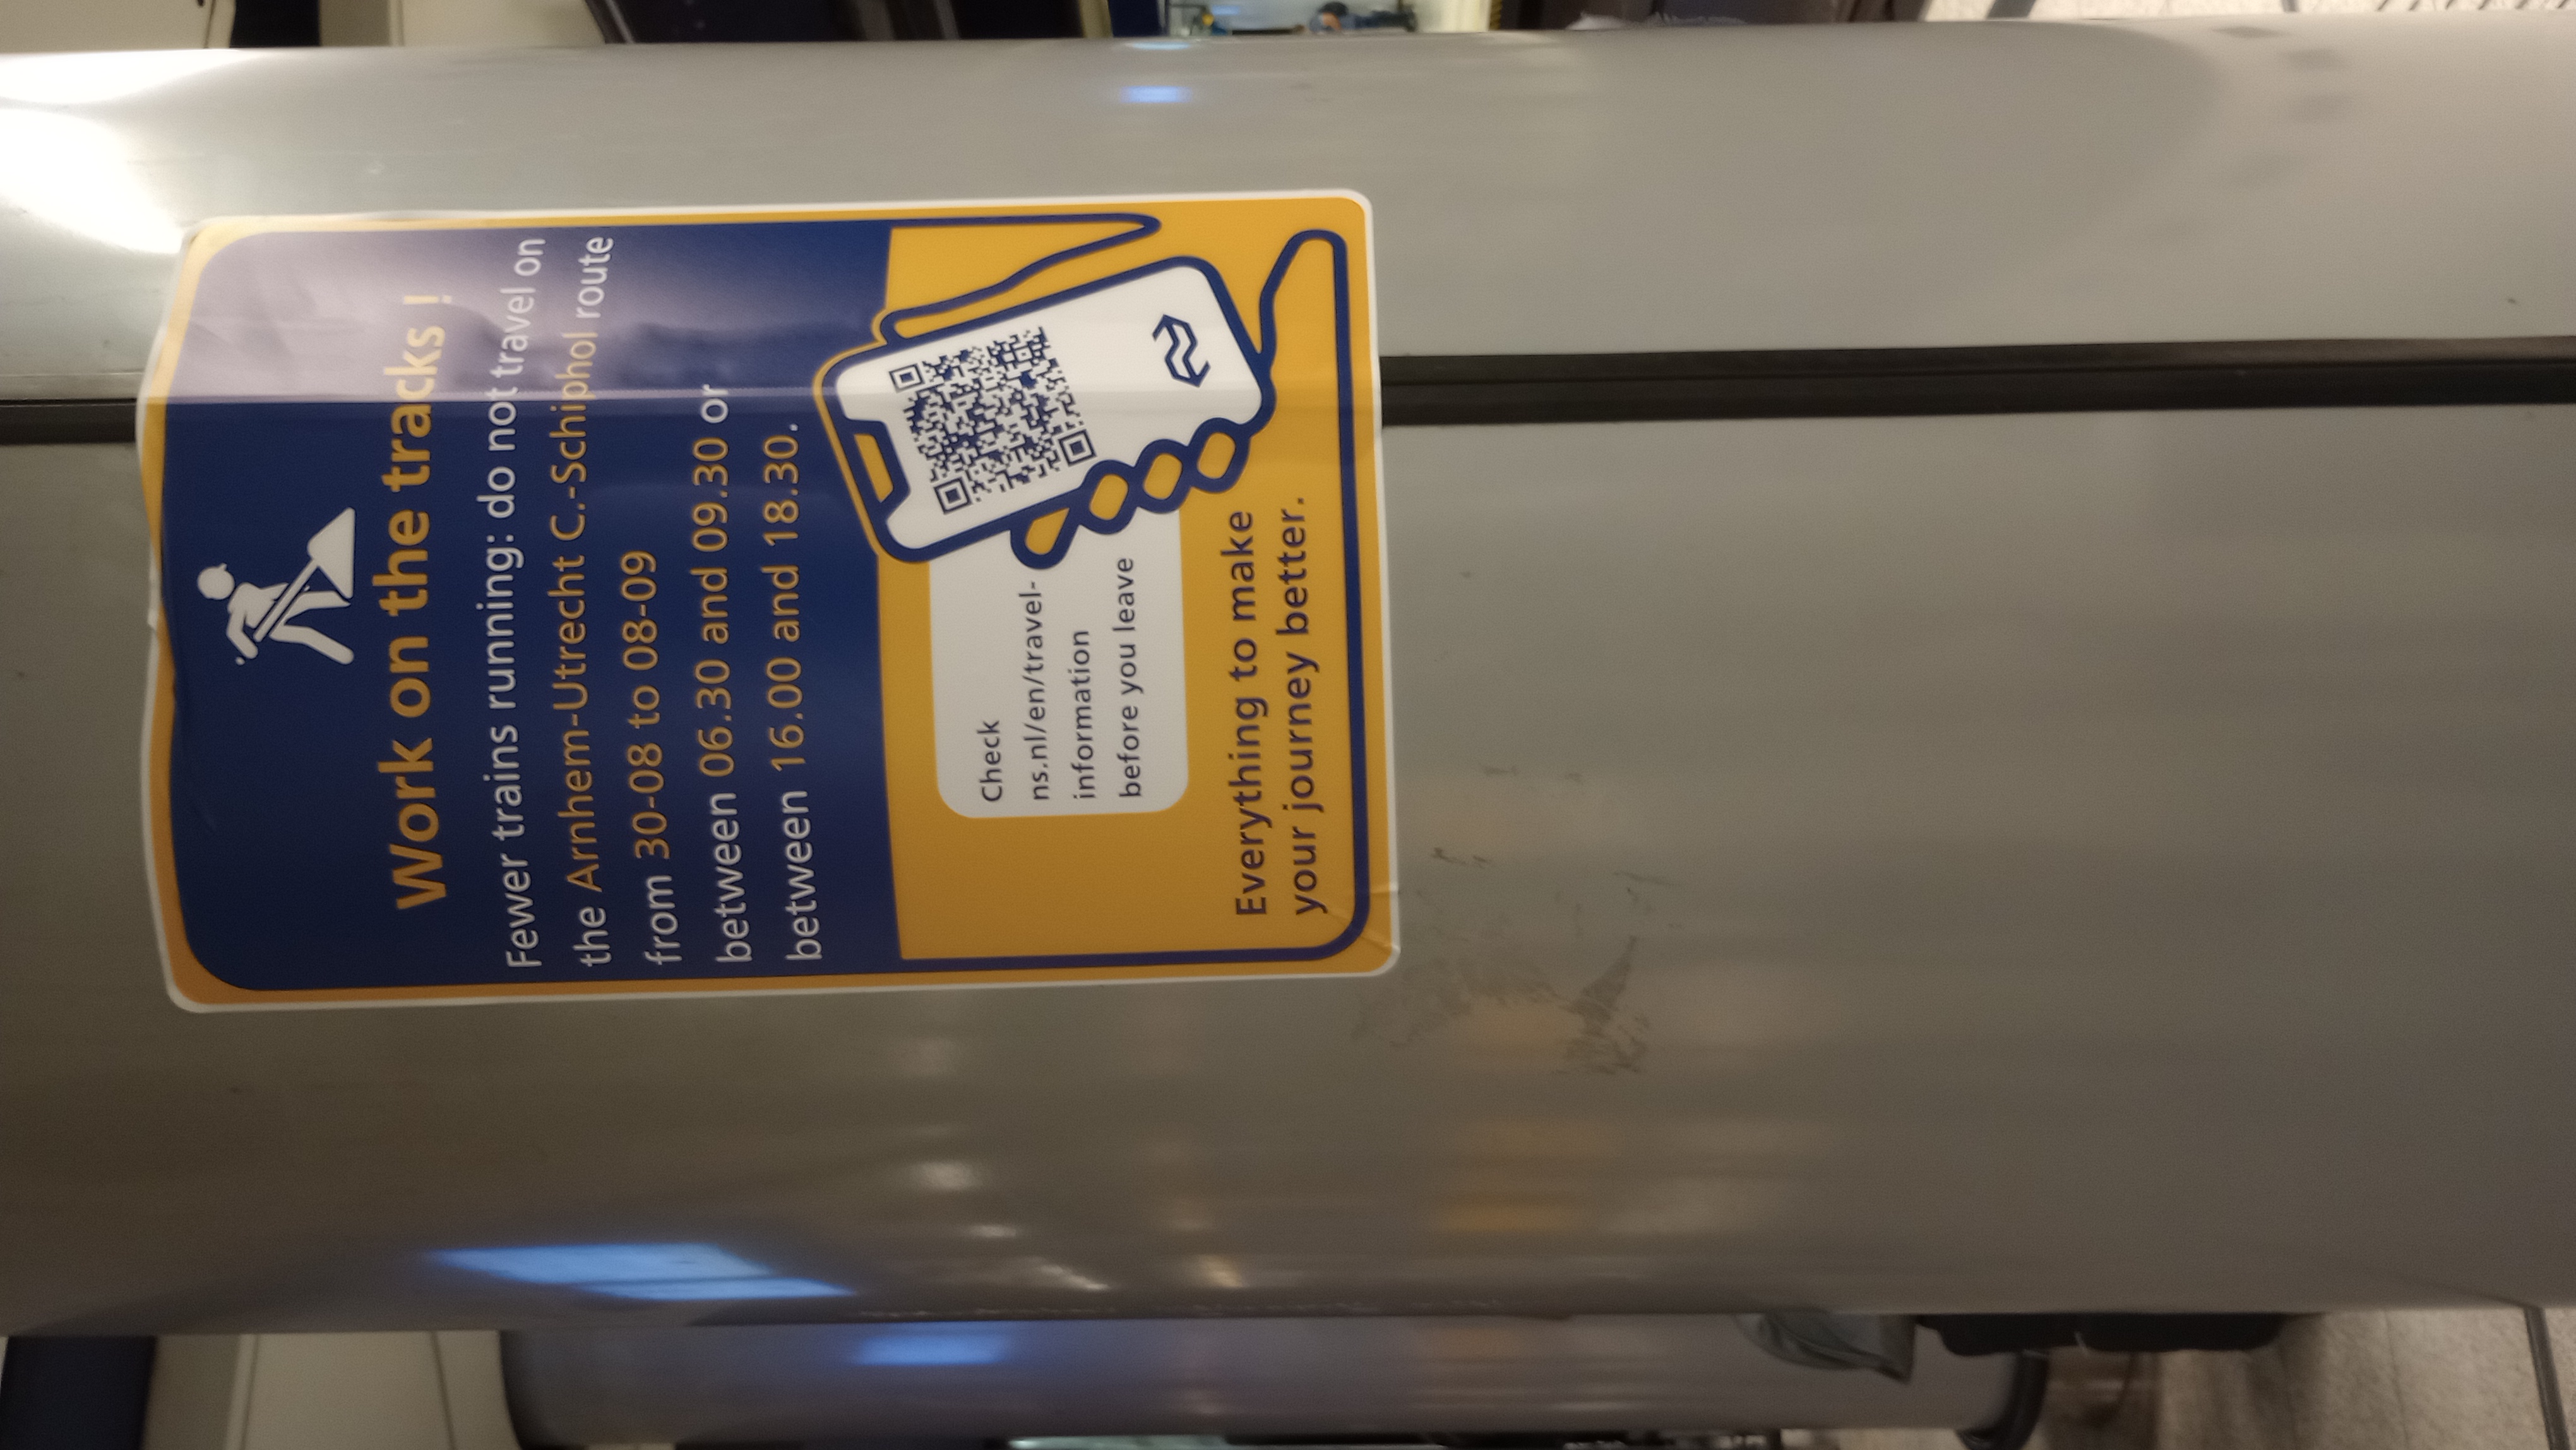 Work on the tracks !
Fewer trains running: do not travel on
the Arnhem-Utrecht C.-Schiphol route
from 30-08 to 08-09
between 06.30 and 09.30 or
between 16.00 and 18.30.
Check
ns.nl/en/travel-
information
before you leave
Everything to make
your journey better.